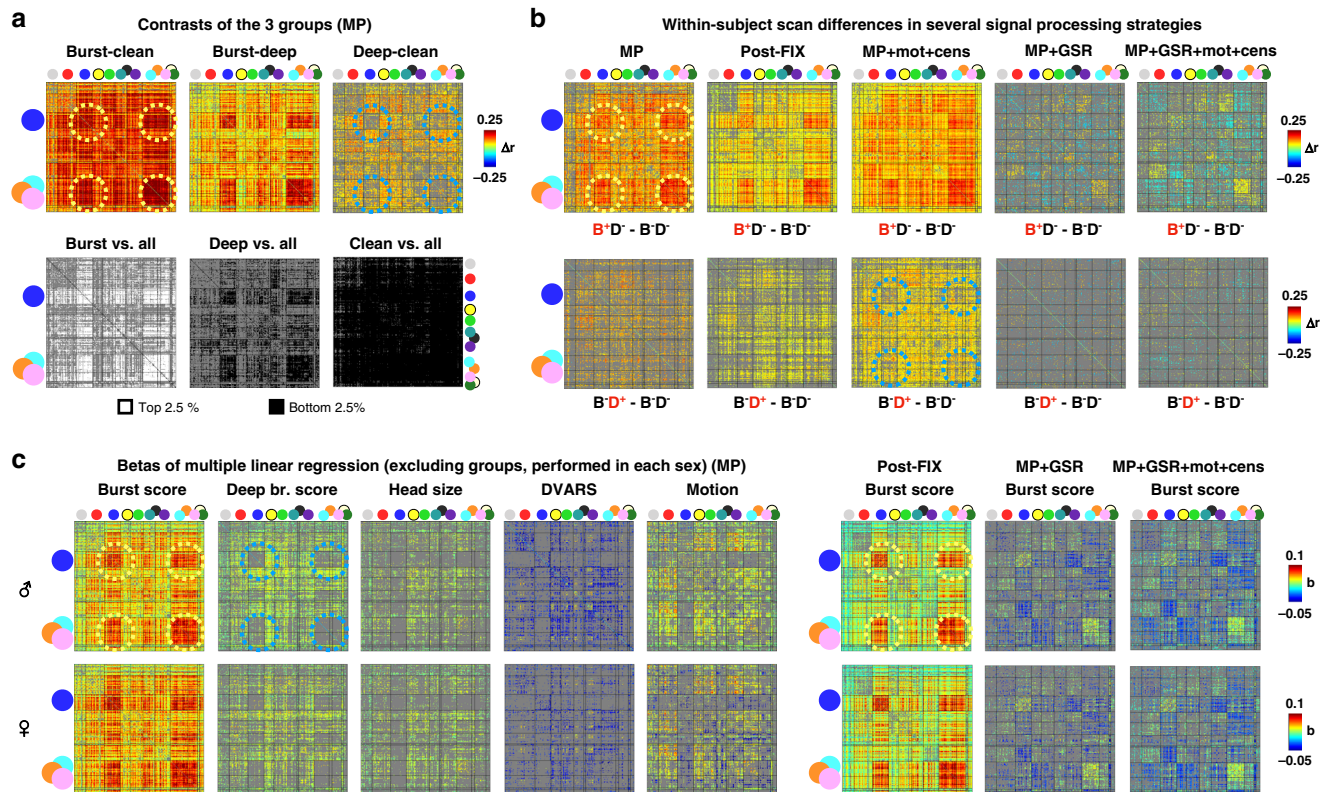 a
Contrasts of the 3 groups (MP)
Burst-clean
Burst-deep
Deep-clean
0.25
Δr
−0.25
Burst vs. all
Deep vs. all
Clean vs. all
Top 2.5 %
Bottom 2.5%
b
Within-subject scan differences in several signal processing strategies
MP
Post-FIX
MP+mot+cens
MP+GSR
MP+GSR+mot+cens
0.25
Δr
−0.25
B⁺D⁻ - B⁻D⁻
B⁺D⁻ - B⁻D⁻
B⁺D⁻ - B⁻D⁻
B⁺D⁻ - B⁻D⁻
B⁺D⁻ - B⁻D⁻
0.25
Δr
−0.25
B⁻D⁺ - B⁻D⁻
B⁻D⁺ - B⁻D⁻
B⁻D⁺ - B⁻D⁻
B⁻D⁺ - B⁻D⁻
B⁻D⁺ - B⁻D⁻
c
Betas of multiple linear regression (excluding groups, performed in each sex) (MP)
Burst score
Deep br. score
Head size
DVARS
Motion
Post-FIX
Burst score
MP+GSR
Burst score
MP+GSR+mot+cens
Burst score
♂
0.1
b
−0.05
♀
0.1
b
−0.05